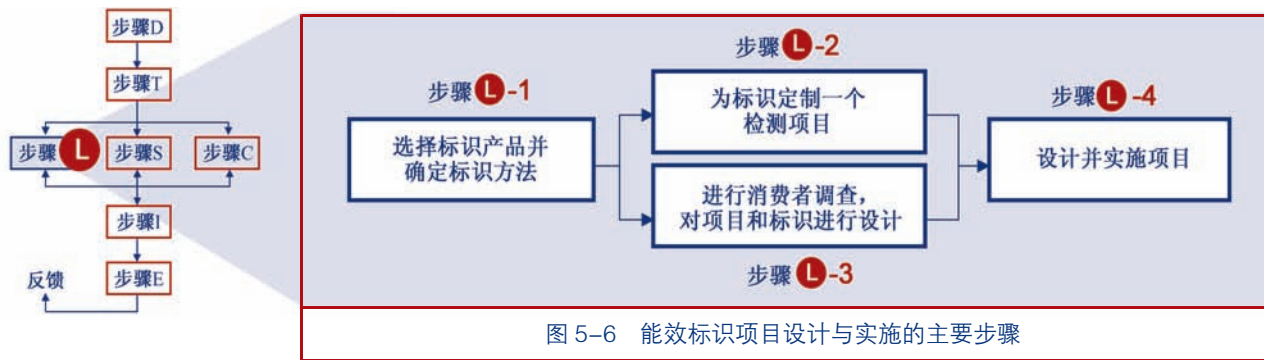 步骤D
步骤T
步骤 L
步骤S
步骤C
步骤I
步骤E
反馈
步骤 L-1
选择标识产品并
确定标识方法
步骤 L-2
为标识定制一个
检测项目
进行消费者调查，
对项目和标识进行设计
步骤 L-3
步骤 L-4
设计并实施项目
图 5-6 能效标识项目设计与实施的主要步骤